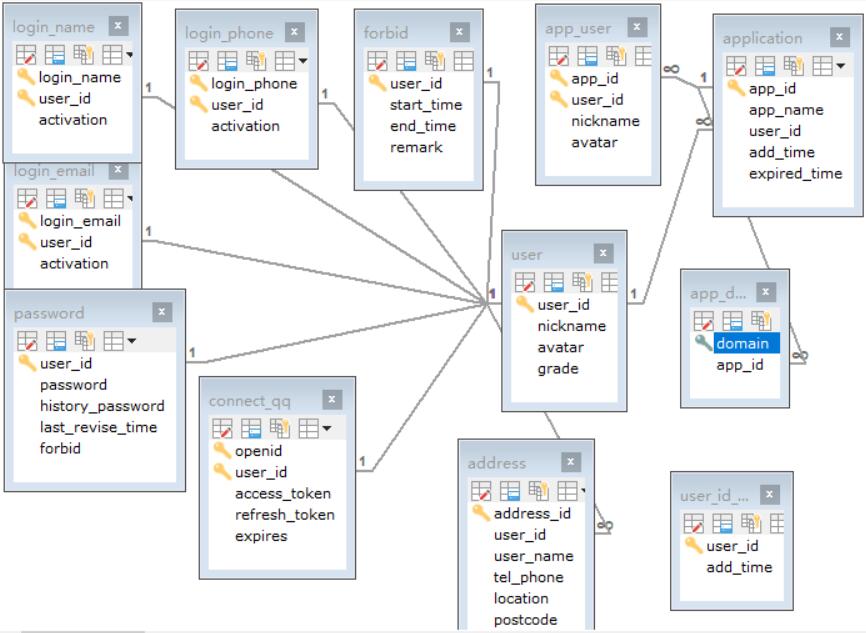 login_name
login_name
user_id
activation
login_phone
login_phone
user_id
activation
forbid
user_id
start_time
end_time
remark
app_user
app_id
user_id
nickname
avatar
application
app_id
app_name
user_id
add_time
expired_time
login_email
login_email
user_id
activation
user
user_id
nickname
avatar
grade
app_d...
domain
app_id
password
user_id
password
history_password
last_revise_time
forbid
connect_qq
openid
user_id
access_token
refresh_token
expires
address
address_id
user_id
user_name
tel_phone
location
postcode
user_id_...
user_id
add_time
1
1
1
∞
1
∞
1
1
1
1
∞
1
1
∞